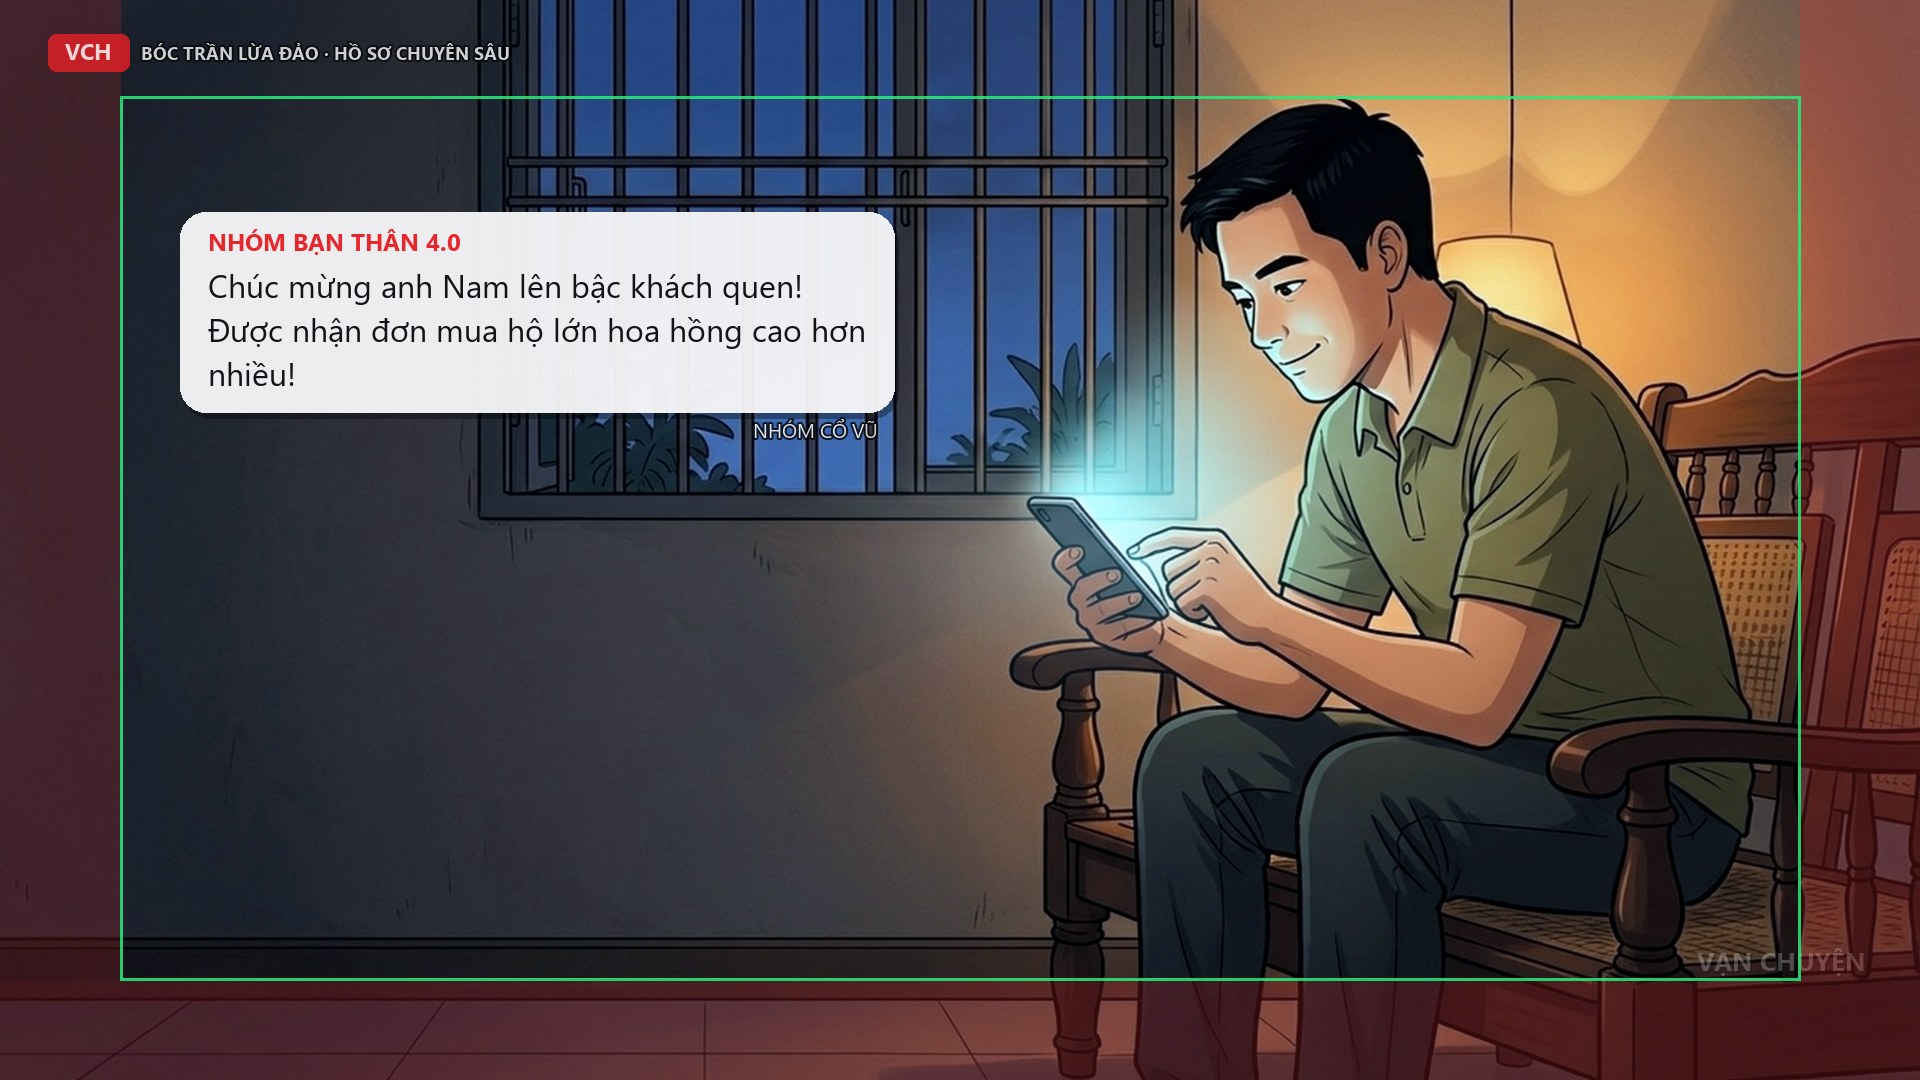 VCH
BÓC TRẦN LỪA ĐẢO · HỒ SƠ CHUYÊN SÂU
NHÓM BẠN THÂN 4.0
Chúc mừng anh Nam lên bậc khách quen!
Được nhận đơn mua hộ lớn hoa hồng cao hơn
nhiều!
NHÓM CỔ VŨ
VẠN CHUYỆN